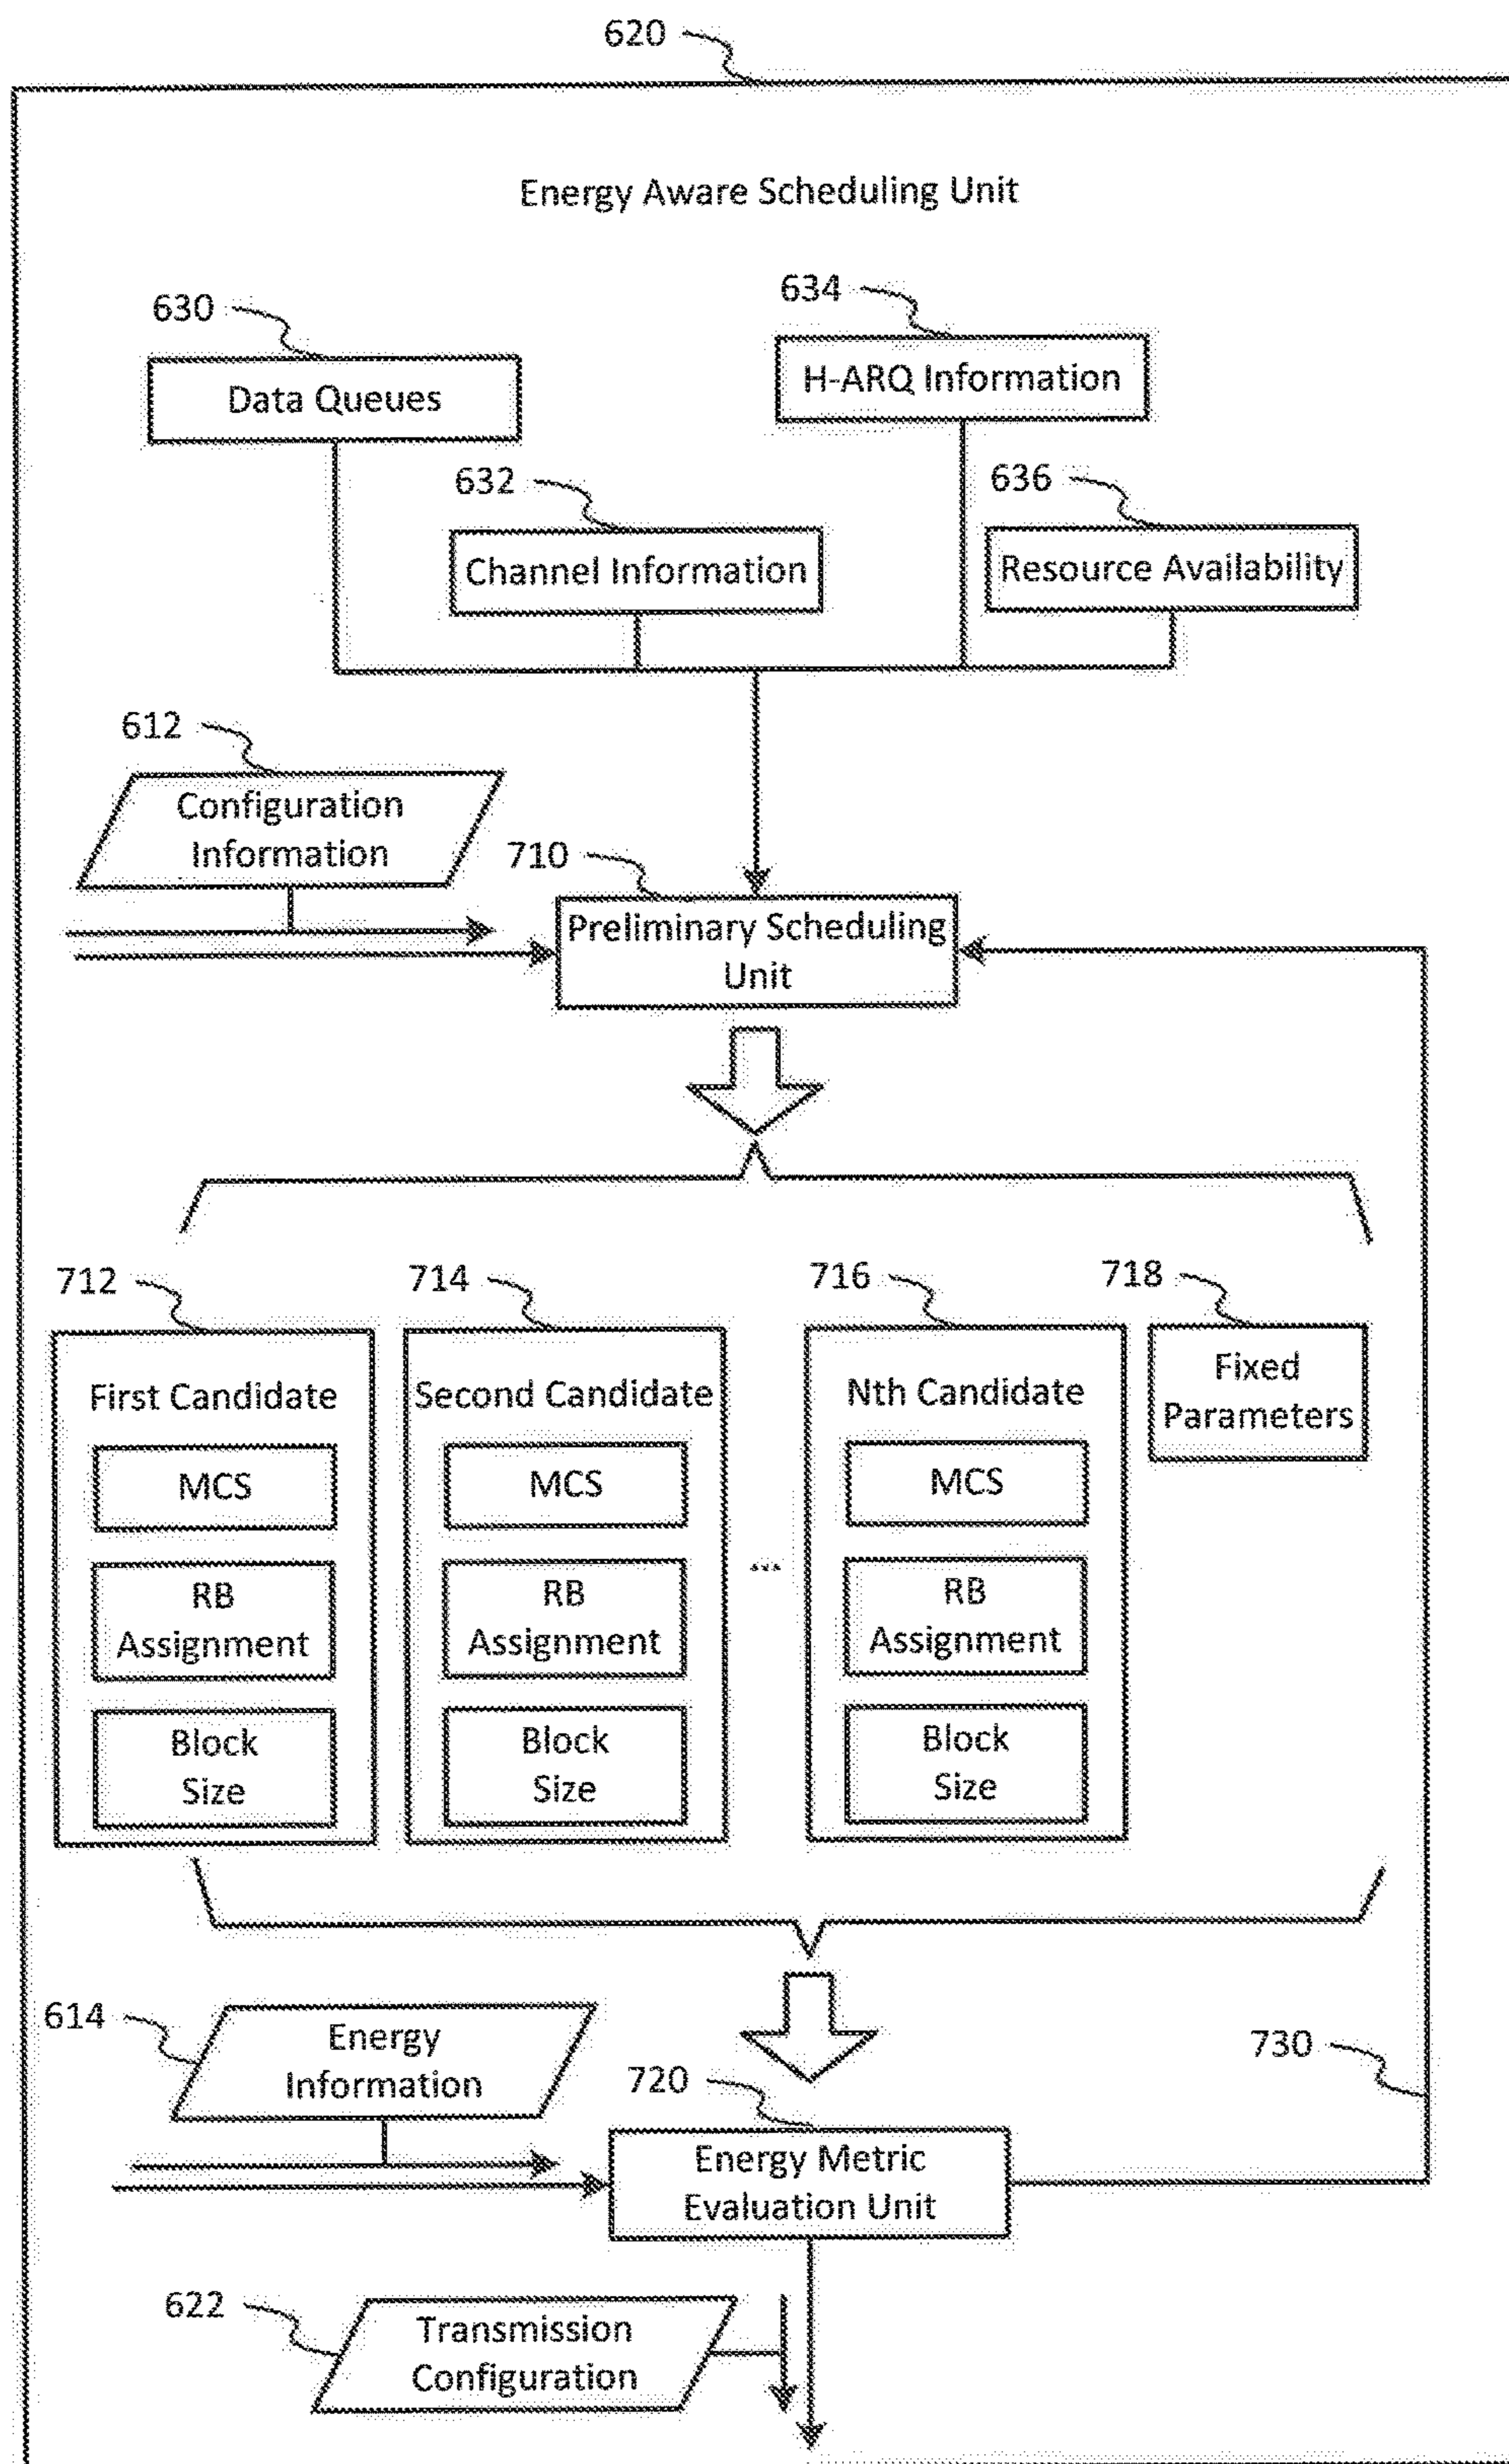 620
Energy Aware Scheduling Unit
630
634
Data Queues
H-ARQ Information
632
636
Channel Information
Resource Availability
612
Configuration
Information
710
Preliminary Scheduling
Unit
712
714
716
718
First Candidate
MCS
RB
Assignment
Block
Size
Second Candidate
MCS
RB
Assignment
Block
Size
...
Nth Candidate
MCS
RB
Assignment
Block
Size
Fixed
Parameters
614
Energy
Information
720
730
Energy Metric
Evaluation Unit
622
Transmission
Configuration